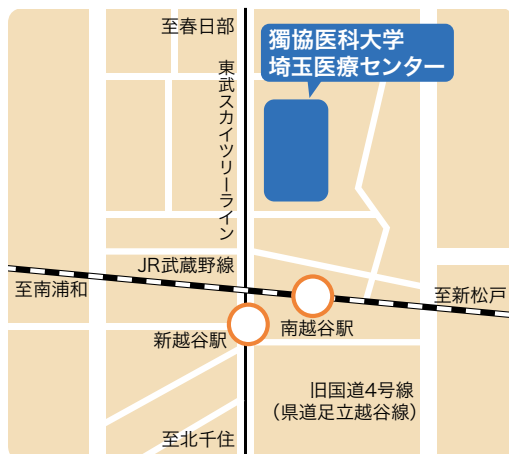 至春日部
獨協医科大学
埼玉医療センター
東武スカイツリーライン
JR武蔵野線
至南浦和
至新松戸
新越谷駅
南越谷駅
旧国道4号線
（県道足立越谷線）
至北千住